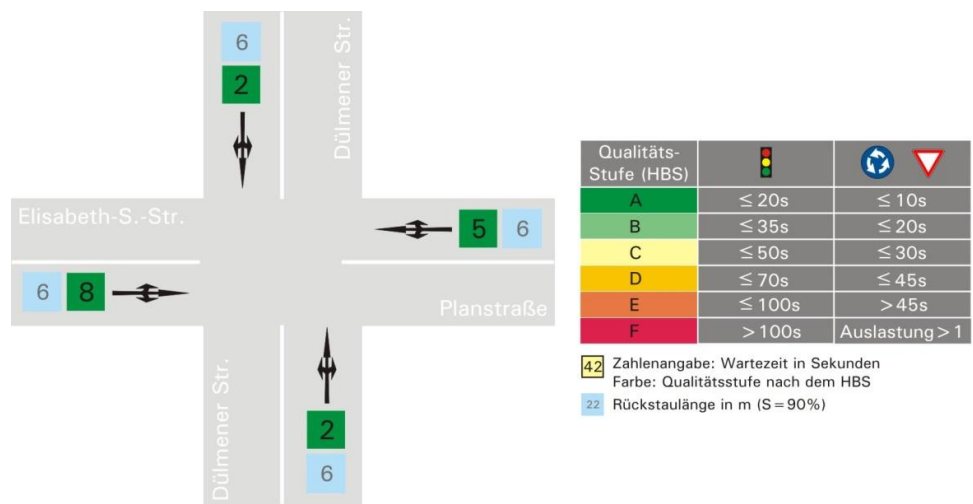 6
2
Dülmener Str.
Elisabeth-S.-Str.
5 6
6 8
Planstraße
Dülmener Str.
2
6
Qualitäts-
Stufe (HBS)
A ≤ 20s ≤ 10s
B ≤ 35s ≤ 20s
C ≤ 50s ≤ 30s
D ≤ 70s ≤ 45s
E ≤ 100s > 45s
F > 100s Auslastung > 1
42 Zahlenangabe: Wartezeit in Sekunden
Farbe: Qualitätsstufe nach dem HBS
22 Rückstaulänge in m (S = 90%)